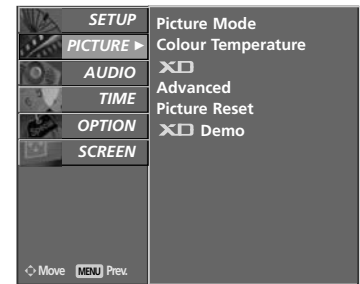 SETUP
PICTURE ►
AUDIO
TIME
OPTION
SCREEN
Picture Mode
Colour Temperature
XD
Advanced
Picture Reset
XD Demo
Move MENU Prev.